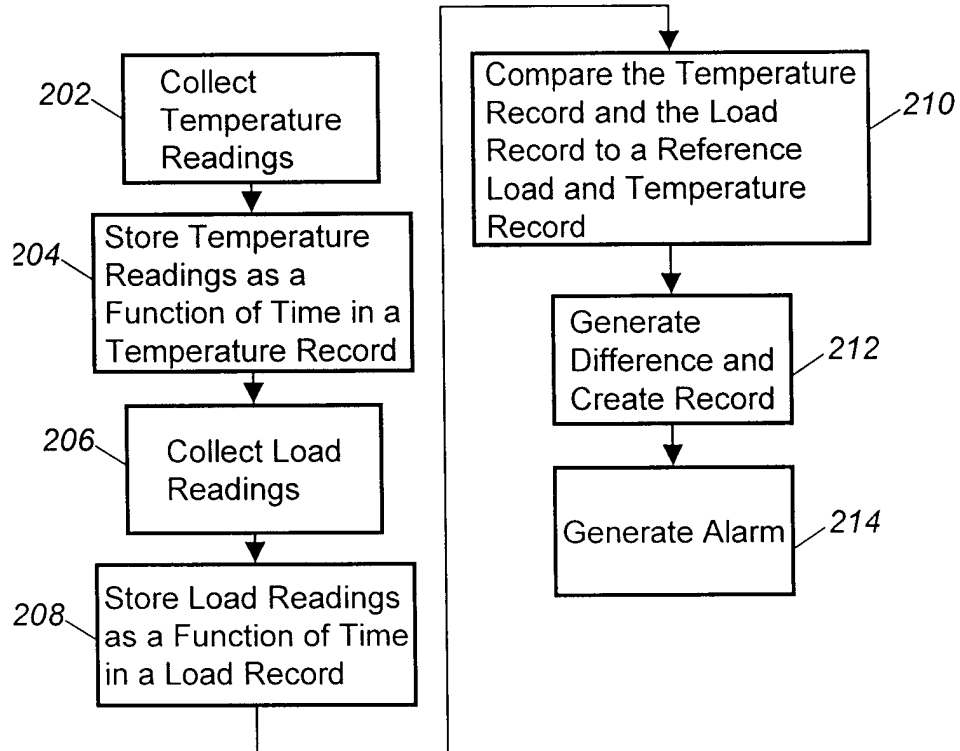 202
Collect
Temperature
Readings
204
Store Temperature
Readings as a
Function of Time in a
Temperature Record
206
Collect Load
Readings
208
Store Load Readings
as a Function of Time
in a Load Record
Compare the Temperature
Record and the Load
Record to a Reference
Load and Temperature
Record
210
Generate
Difference and
Create Record
212
Generate Alarm
214